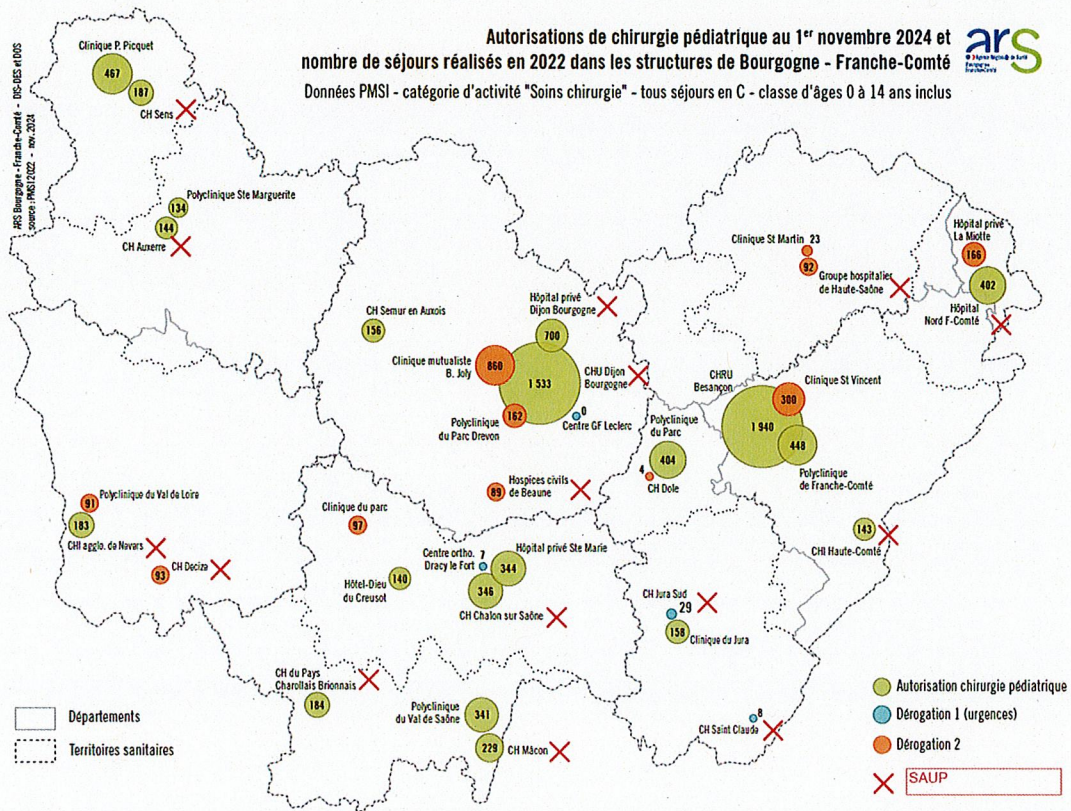 Autorisations de chirurgie pédiatrique au 1er novembre 2024 et
nombre de séjours réalisés en 2022 dans les structures de Bourgogne - Franche-Comté
Données PMSI - catégorie d'activité "Soins chirurgie" - tous séjours en C - classe d'âges 0 à 14 ans inclus
ars
ARS Bourgogne - Franche-Comté - DIS-DES et DOS
source : PMSI 2022 - nov. 2024
Clinique P. Picquet
467
187
CH Sens
Polyclinique Ste Marguerite
134
144
CH Auxerre
Clinique St Martin 23
92
Groupe hospitalier
de Haute-Saône
Hôpital privé
La Miotte
166
402
Hôpital
Nord F-Comté
CH Semur en Auxois
156
Hôpital privé
Dijon Bourgogne
700
Clinique mutualiste
B. Joly
860
1 533
CHU Dijon
Bourgogne
Polyclinique
du Parc Drevon
162
0
Centre GF Leclerc
CHRU
Besançon
Clinique St Vincent
300
1 940
448
Polyclinique
de Franche-Comté
Polyclinique
du Parc
404
4
CH Dole
Hospices civils
de Beaune
89
143
CHI Haute-Comté
Polyclinique du Val de Loire
91
183
CHI agglo. de Nevers
CH Decize
93
Clinique du parc
97
Centre ortho.
Dracy le Fort
7
Hôpital privé Ste Marie
344
346
CH Chalon sur Saône
Hôtel-Dieu
du Creusot
140
CH Jura Sud
29
158
Clinique du Jura
CH du Pays
Charollais Brionnais
184
Polyclinique
du Val de Saône
341
229
CH Mâcon
8
CH Saint Claude
Départements
Territoires sanitaires
Autorisation chirurgie pédiatrique
Dérogation 1 (urgences)
Dérogation 2
SAUP